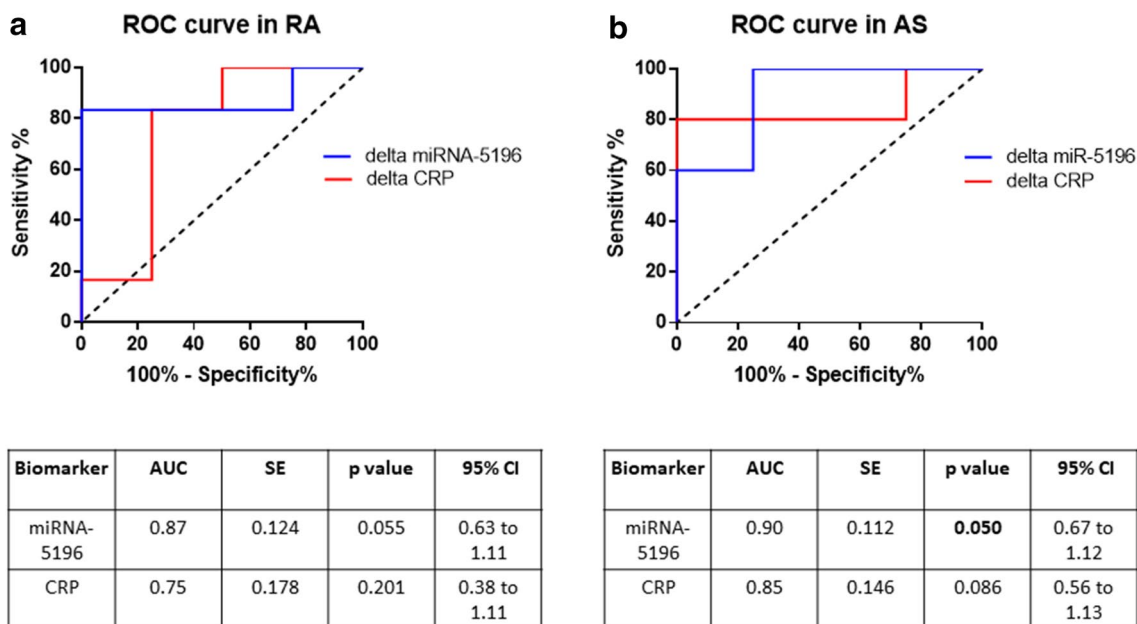 a
ROC curve in RA
100
80
60
40
20
0
Sensitivity %
0 20 40 60 80 100
100% - Specificity%
delta miRNA-5196
delta CRP
b
ROC curve in AS
100
80
60
40
20
0
Sensitivity %
0 20 40 60 80 100
100% - Specificity%
delta miR-5196
delta CRP
Biomarker AUC SE p value 95% CI
miRNA- 0.87 0.124 0.055 0.63 to
5196 1.11
CRP 0.75 0.178 0.201 0.38 to
1.11
Biomarker AUC SE p value 95% CI
miRNA- 0.90 0.112 0.050 0.67 to
5196 1.12
CRP 0.85 0.146 0.086 0.56 to
1.13